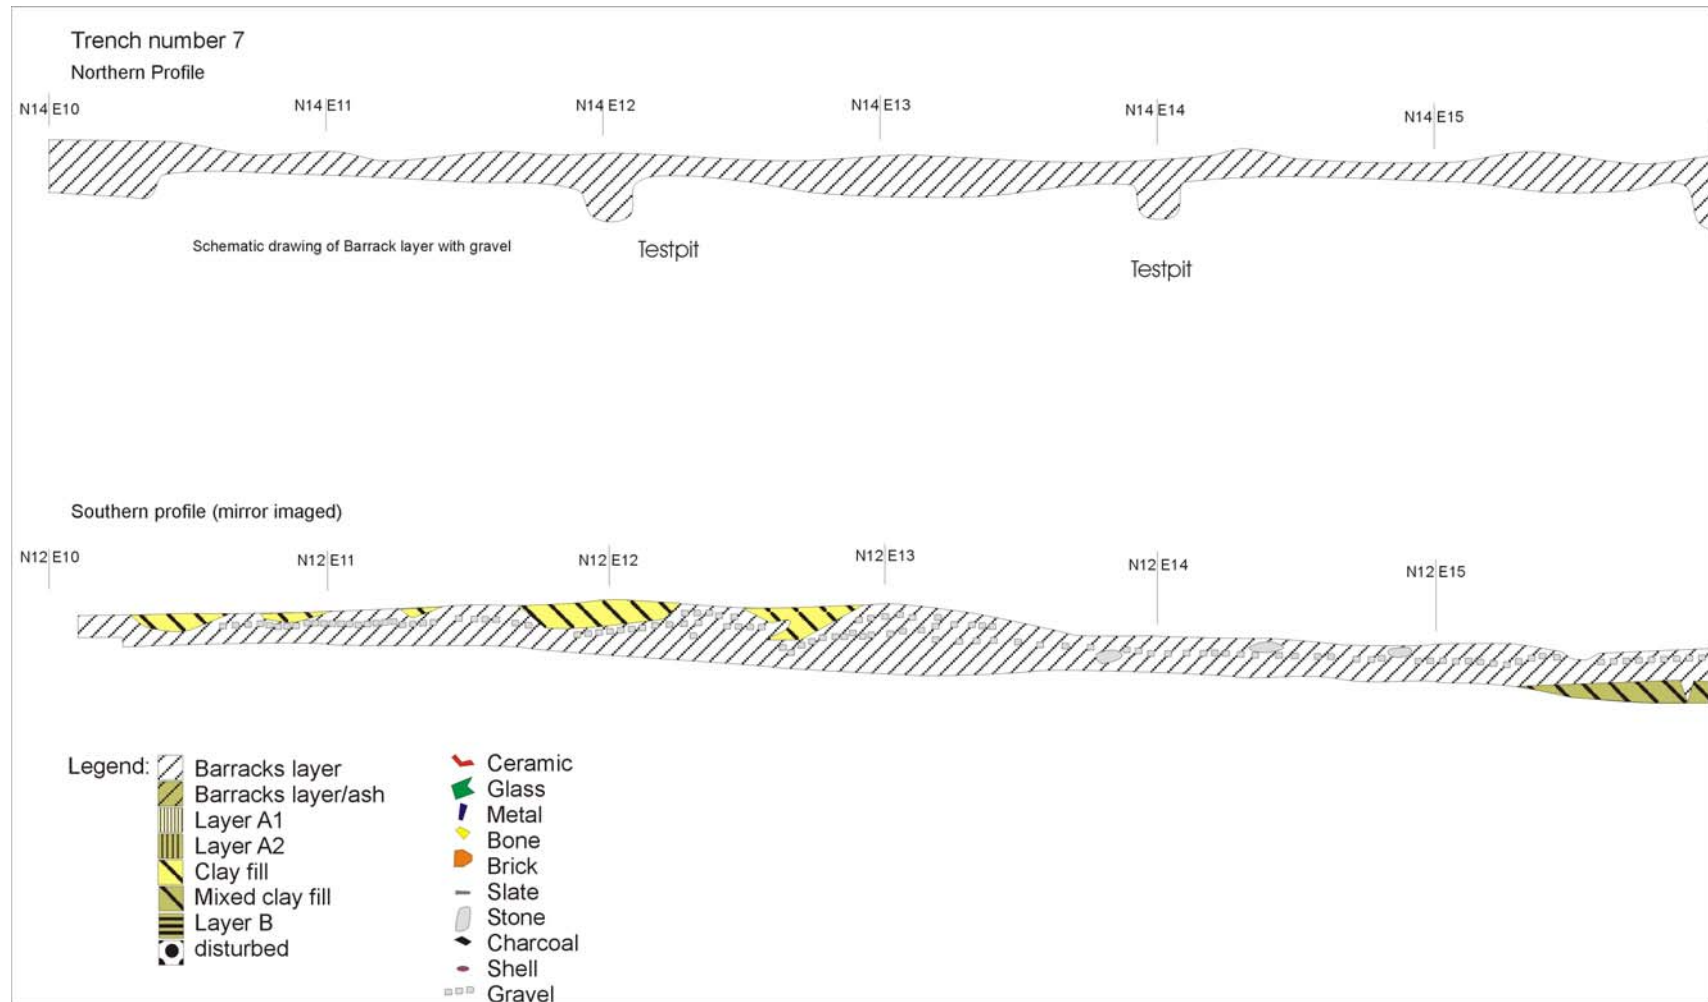 Trench number 7
Northern Profile
N14 E10
N14 E11
N14 E12
N14 E13
N14 E14
N14 E15
Schematic drawing of Barrack layer with gravel
Testpit
Testpit
Southern profile (mirror imaged)
N12 E10
N12 E11
N12 E12
N12 E13
N12 E14
N12 E15
Legend:
Barracks layer
Barracks layer/ash
Layer A1
Layer A2
Clay fill
Mixed clay fill
Layer B
disturbed
Ceramic
Glass
Metal
Bone
Brick
Slate
Stone
Charcoal
Shell
Gravel